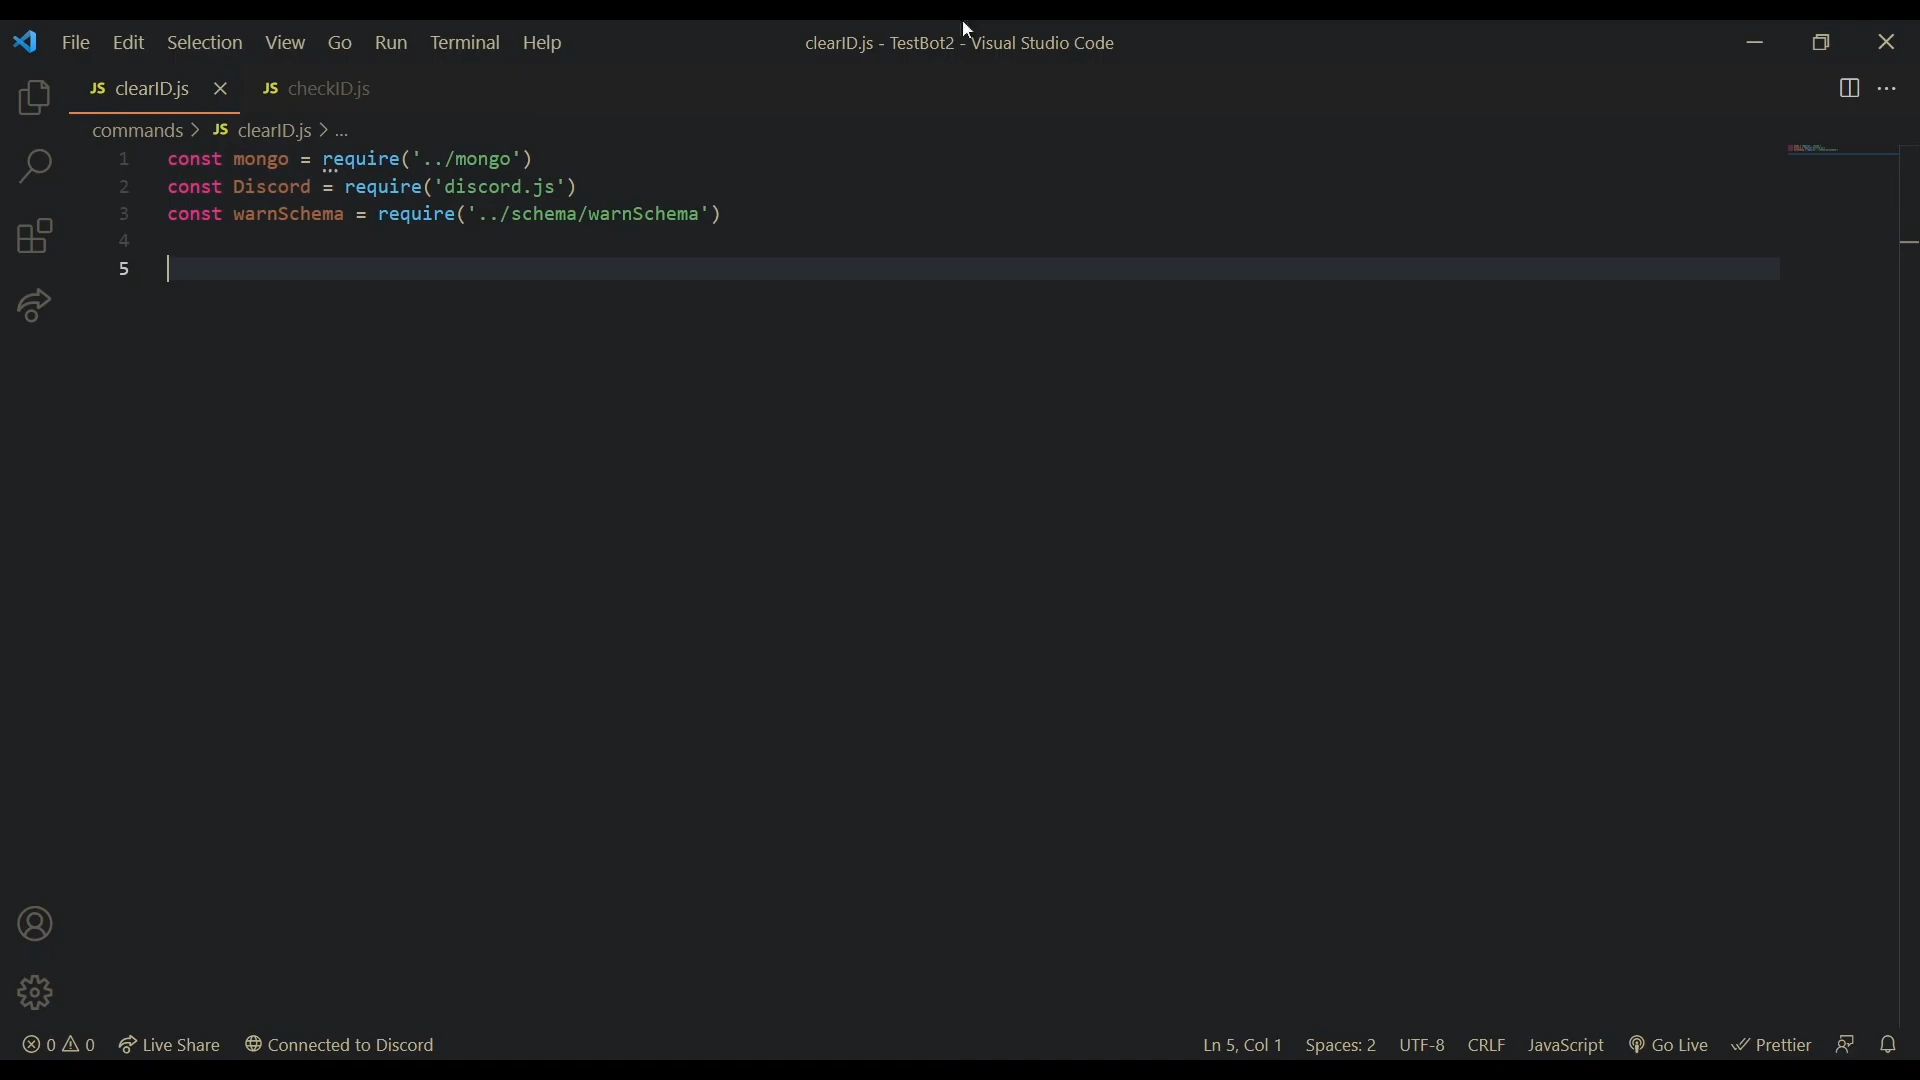 File Edit Selection View Go Run Terminal Help
clearID.js - TestBot2 - Visual Studio Code
JS clearID.js JS checkID.js
commands > JS clearID.js > ...
1 const mongo = require('../mongo')
2 const Discord = require('discord.js')
3 const warnSchema = require('../schema/warnSchema')
4
5
0 0 Live Share Connected to Discord Ln 5, Col 1 Spaces: 2 UTF-8 CRLF JavaScript Go Live Prettier